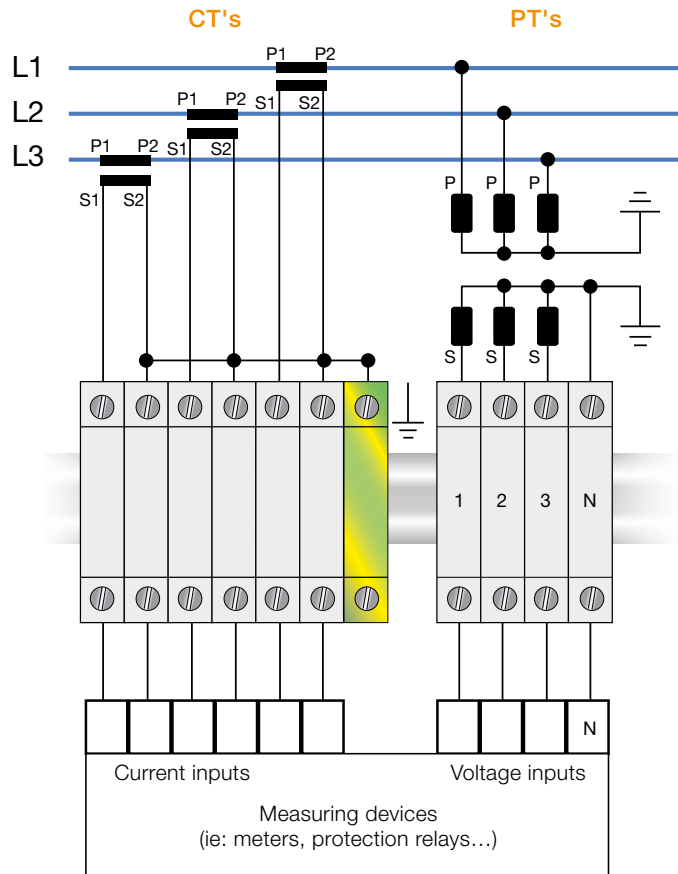 CT's PT's
P1 P2
L1
P1 P2 S1 S2
L2
P1 P2 S1 S2
L3
S1 S2
P P P
S S S
1 2 3 N
N
Current inputs Voltage inputs
Measuring devices
(ie: meters, protection relays…)